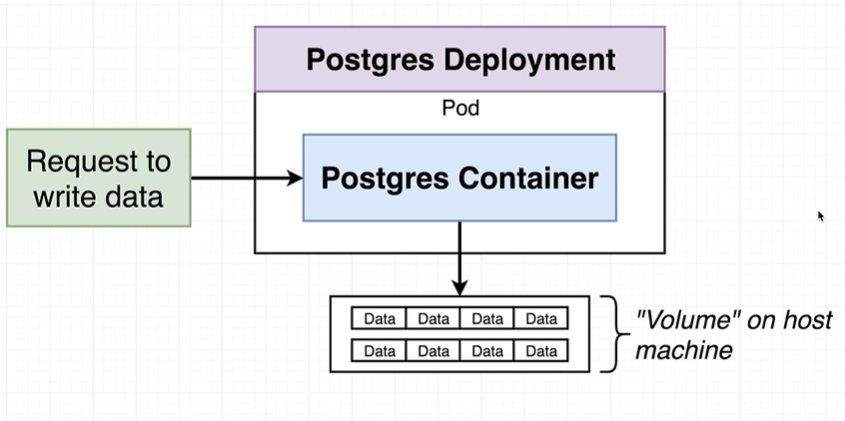 Postgres Deployment
Pod
Request to
write data
Postgres Container
Data Data Data Data
Data Data Data Data
"Volume" on host
machine